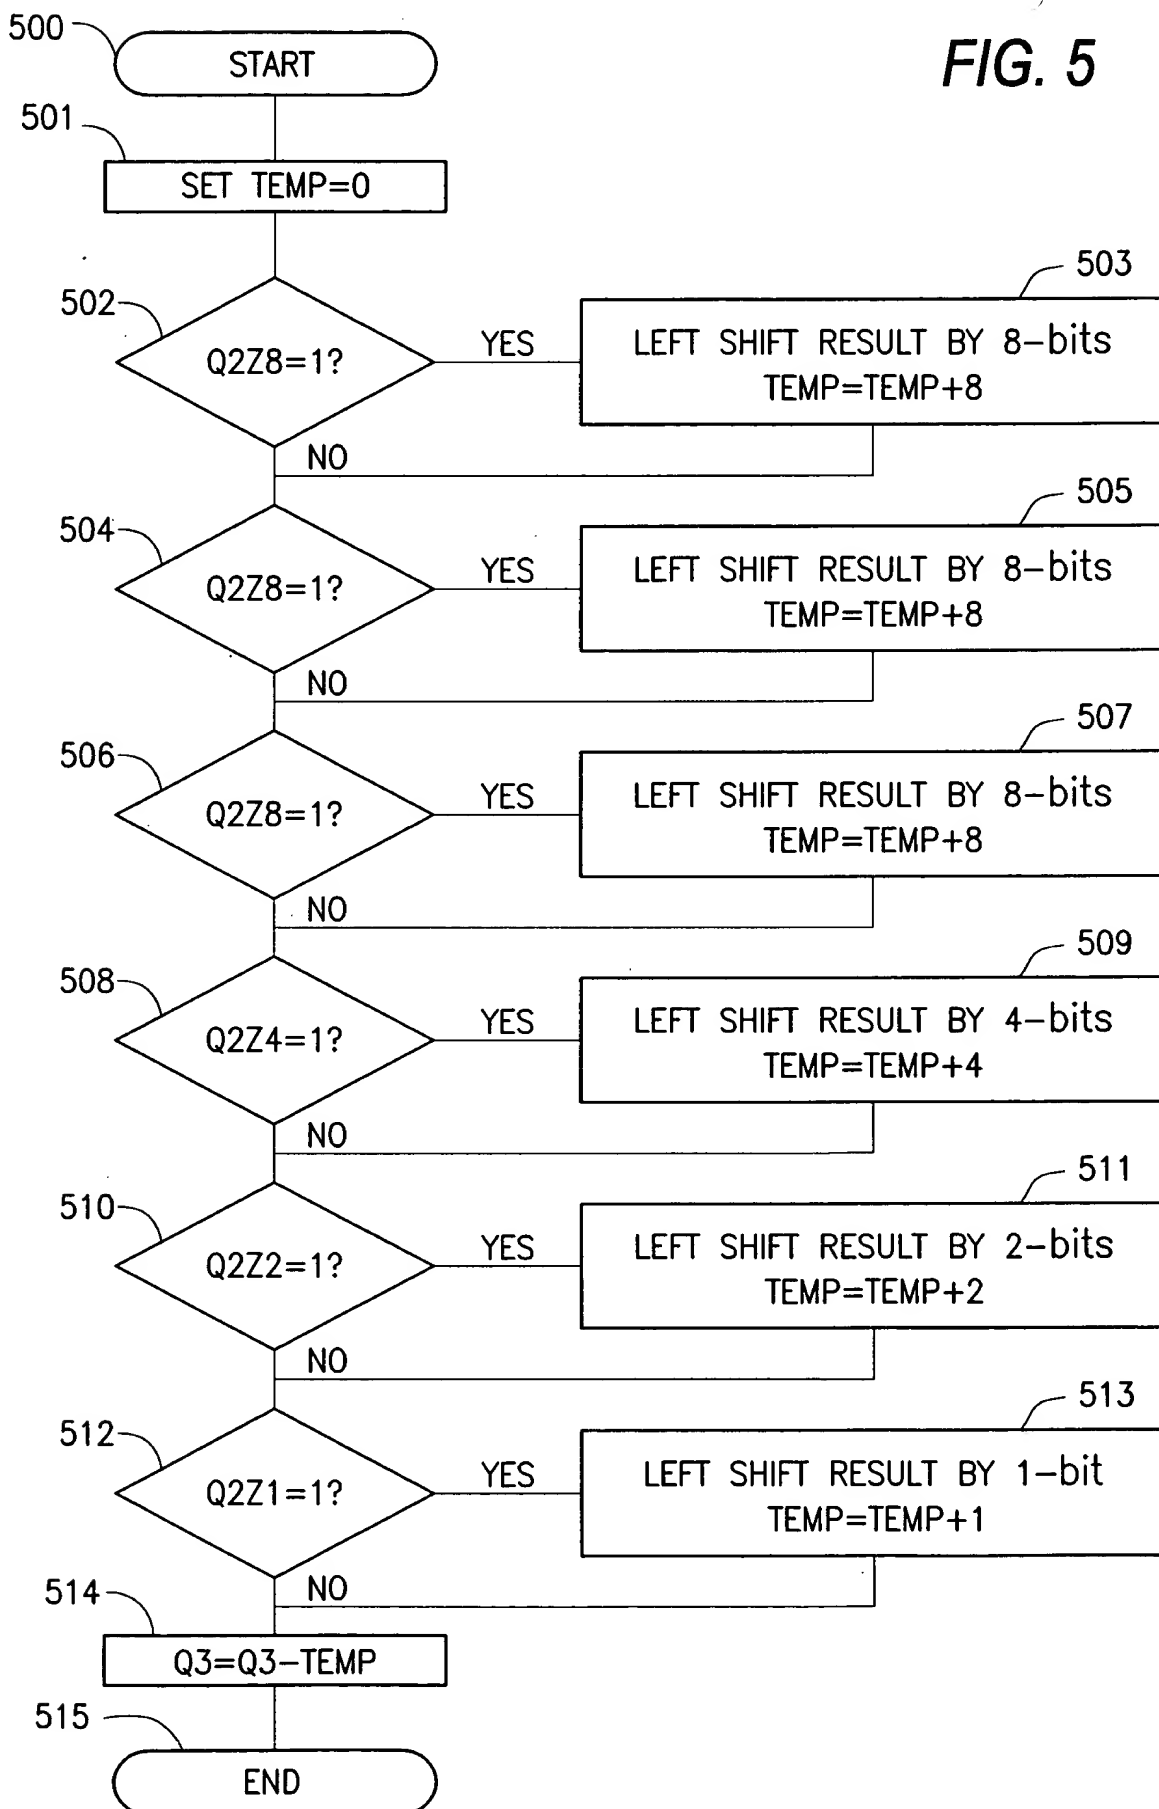 500
START
FIG. 5
501
SET TEMP=0
502
Q2Z8=1?
YES
503
LEFT SHIFT RESULT BY 8-bits
TEMP=TEMP+8
NO
504
Q2Z8=1?
YES
505
LEFT SHIFT RESULT BY 8-bits
TEMP=TEMP+8
NO
506
Q2Z8=1?
YES
507
LEFT SHIFT RESULT BY 8-bits
TEMP=TEMP+8
NO
508
Q2Z4=1?
YES
509
LEFT SHIFT RESULT BY 4-bits
TEMP=TEMP+4
NO
510
Q2Z2=1?
YES
511
LEFT SHIFT RESULT BY 2-bits
TEMP=TEMP+2
NO
512
Q2Z1=1?
YES
513
LEFT SHIFT RESULT BY 1-bit
TEMP=TEMP+1
NO
514
Q3=Q3-TEMP
515
END